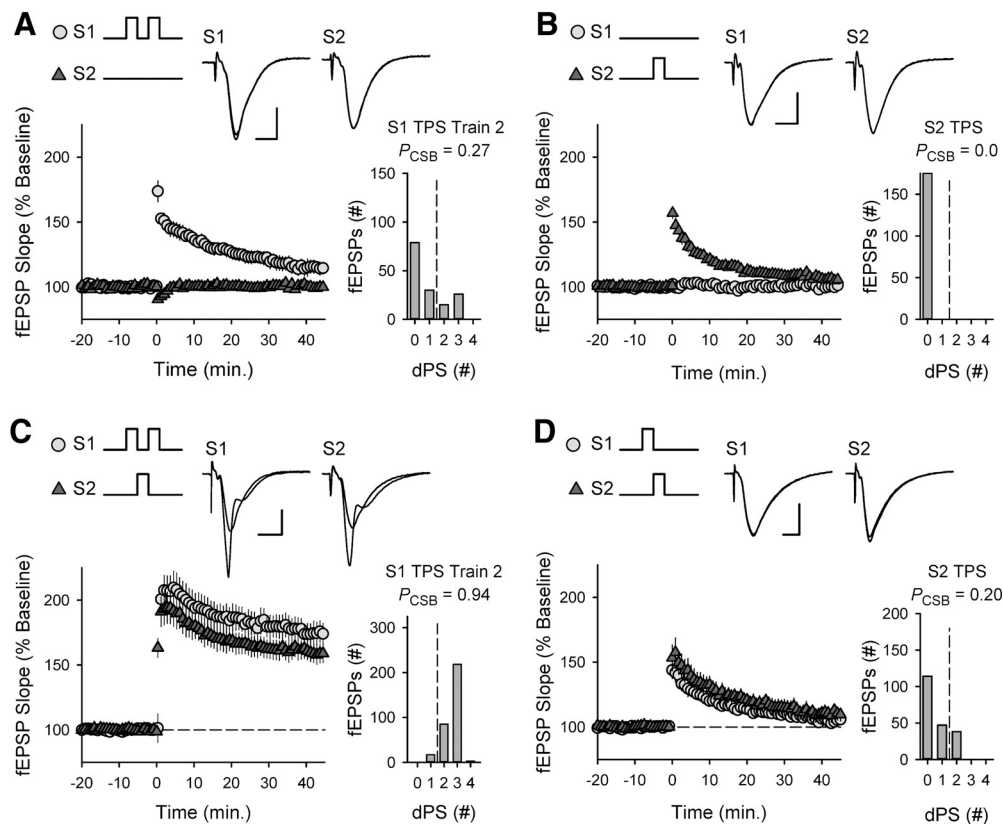 A
S1
S2
S1
S2
fEPSP Slope (% Baseline)
200
150
100
-20 -10 0 10 20 30 40
Time (min.)
S1 TPS Train 2
PCSB = 0.27
fEPSPs (#)
150
100
50
0
0 1 2 3 4
dPS (#)
B
S1
S2
S1
S2
fEPSP Slope (% Baseline)
200
150
100
-20 -10 0 10 20 30 40
Time (min.)
S2 TPS
PCSB = 0.0
fEPSPs (#)
150
100
50
0
0 1 2 3 4
dPS (#)
C
S1
S2
S1
S2
fEPSP Slope (% Baseline)
200
150
100
-20 -10 0 10 20 30 40
Time (min.)
S1 TPS Train 2
PCSB = 0.94
fEPSPs (#)
300
200
100
0
0 1 2 3 4
dPS (#)
D
S1
S2
S1
S2
fEPSP Slope (% Baseline)
200
150
100
-20 -10 0 10 20 30 40
Time (min.)
S2 TPS
PCSB = 0.20
fEPSPs (#)
200
150
100
50
0
0 1 2 3 4
dPS (#)